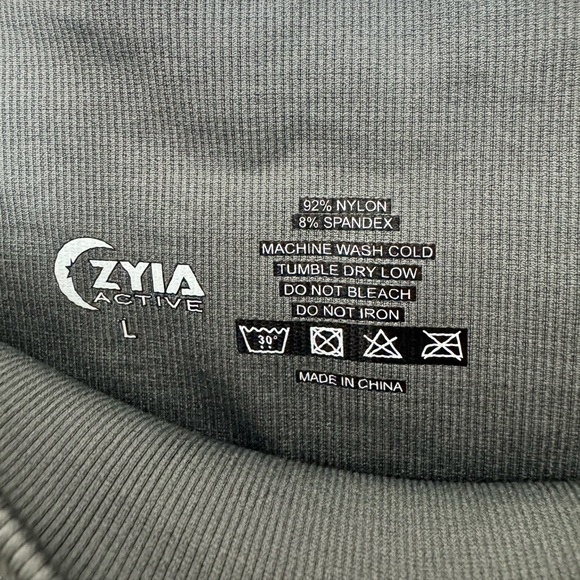 ZYIA
ACTIVE
L
92% NYLON
8% SPANDEX
MACHINE WASH COLD
TUMBLE DRY LOW
DO NOT BLEACH
DO NOT IRON
30°
MADE IN CHINA